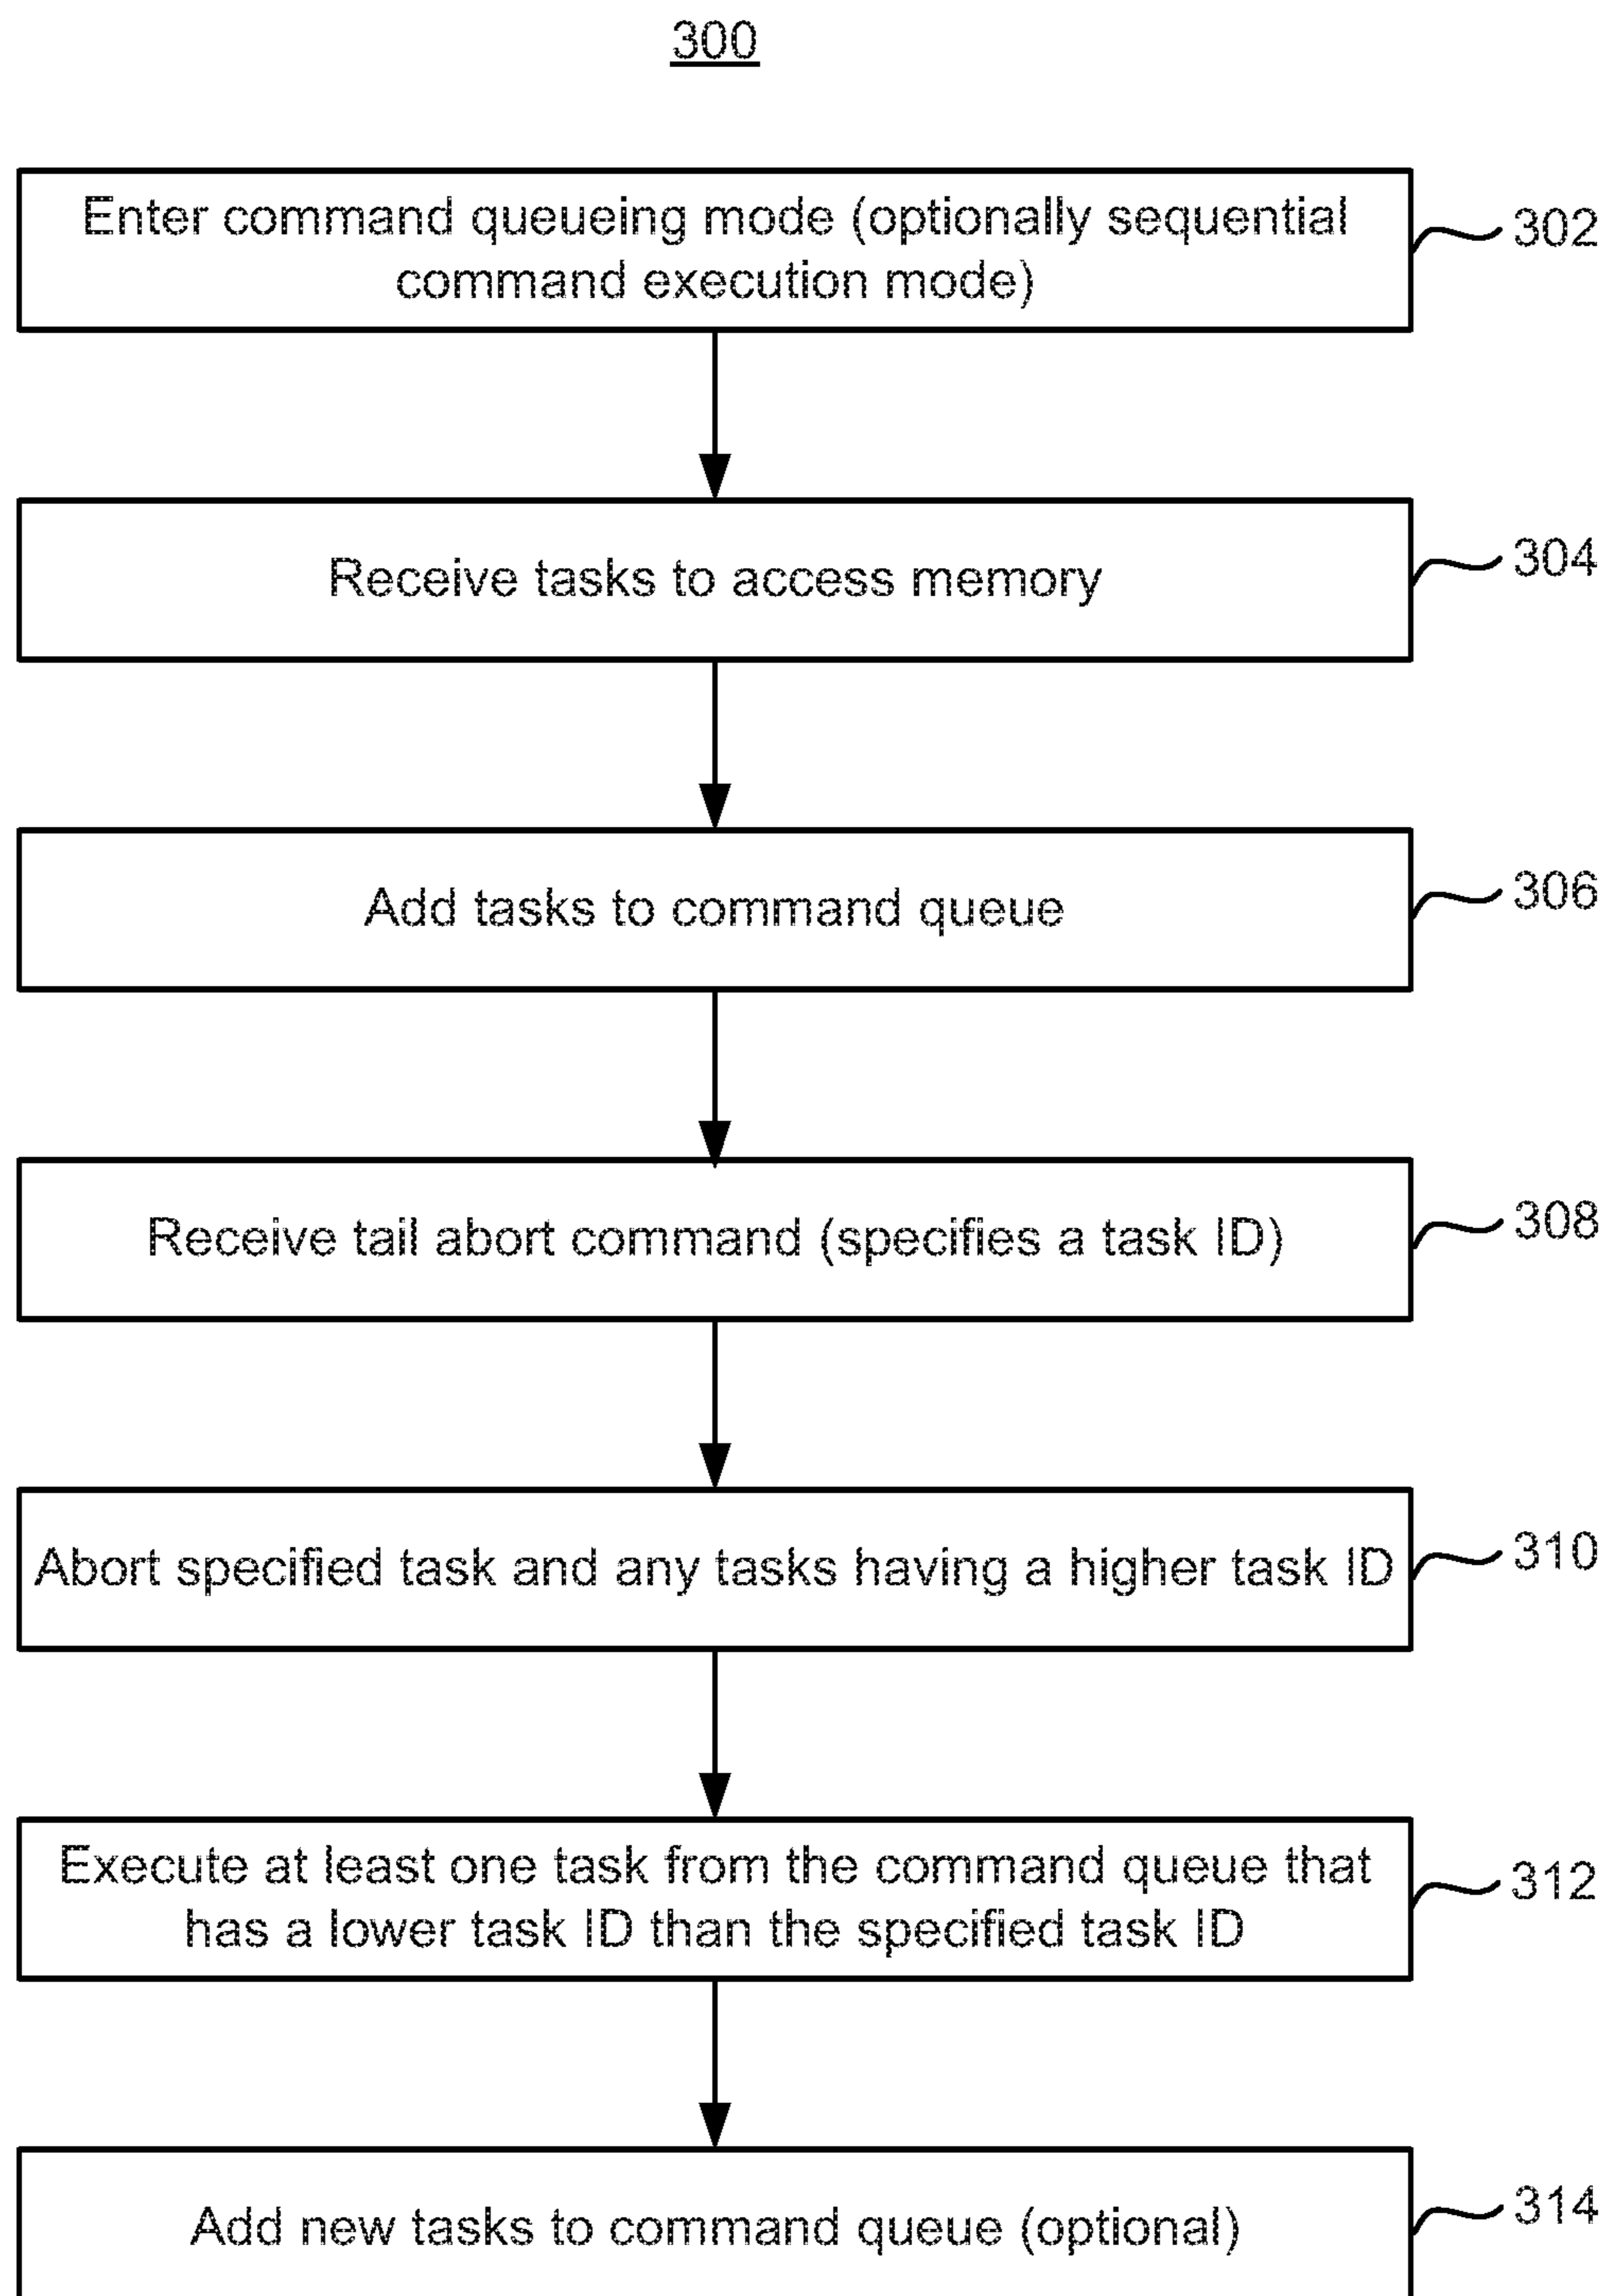 300
Enter command queueing mode (optionally sequential
command execution mode)
302
Receive tasks to access memory
304
Add tasks to command queue
306
Receive tail abort command (specifies a task ID)
308
Abort specified task and any tasks having a higher task ID
310
Execute at least one task from the command queue that
has a lower task ID than the specified task ID
312
Add new tasks to command queue (optional)
314